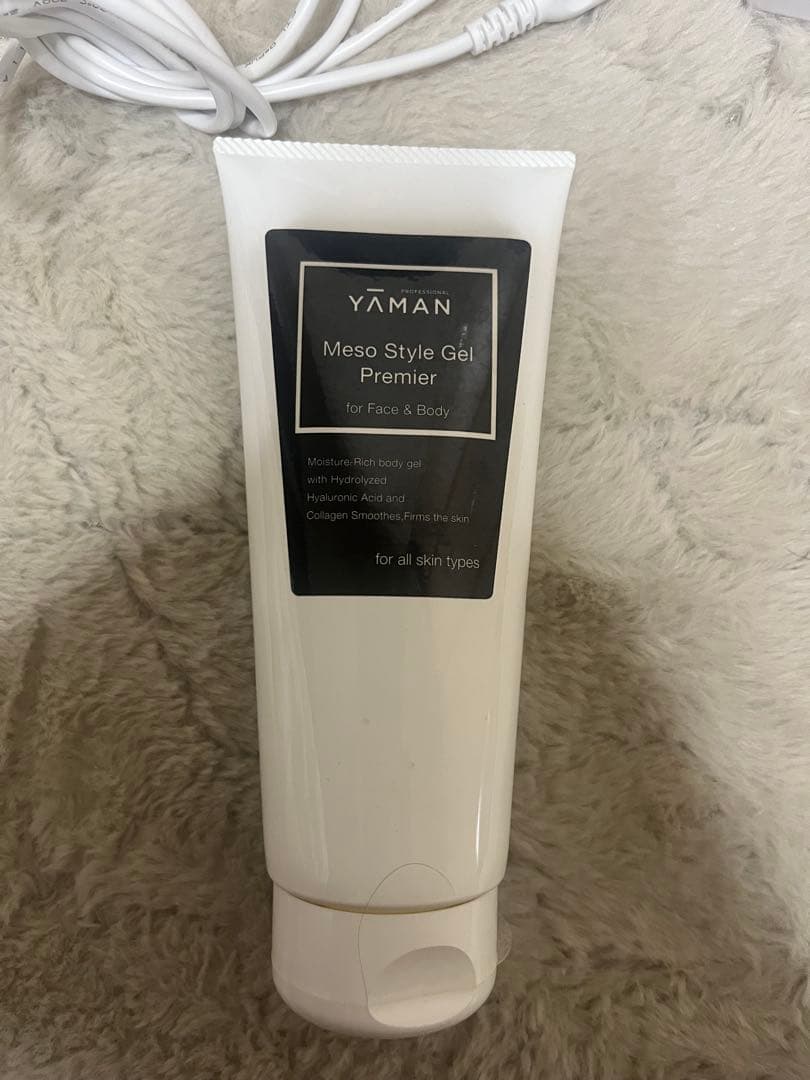 PROFESSIONAL
YĀMAN
Meso Style Gel
Premier
for Face & Body
Moisture-Rich body gel
with Hydrolyzed
Hyaluronic Acid and
Collagen Smoothes,Firms the skin
for all skin types